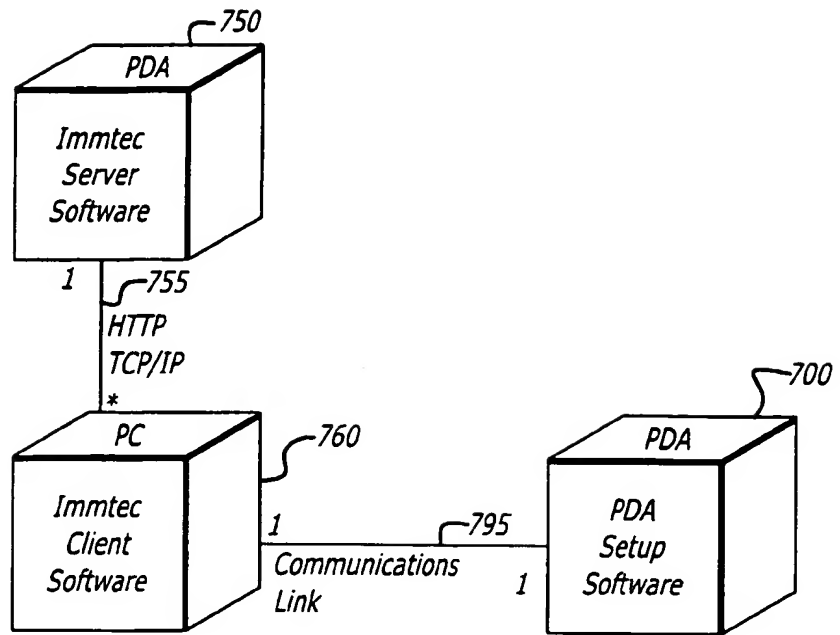 750
PDA
Immtec
Server
Software
1
755
HTTP
TCP/IP
*
PC
760
Immtec
Client
Software
1
795
Communications
Link
1
700
PDA
PDA
Setup
Software